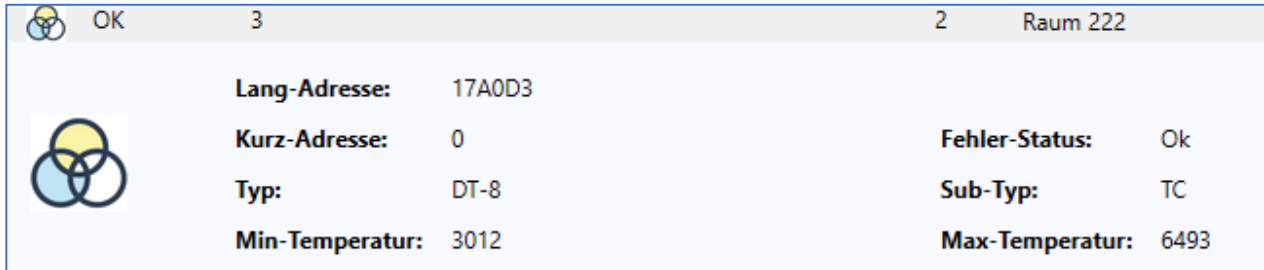 OK 3 2 Raum 222
Lang-Adresse: 17A0D3
Kurz-Adresse: 0 Fehler-Status: Ok
Typ: DT-8 Sub-Typ: TC
Min-Temperatur: 3012 Max-Temperatur: 6493